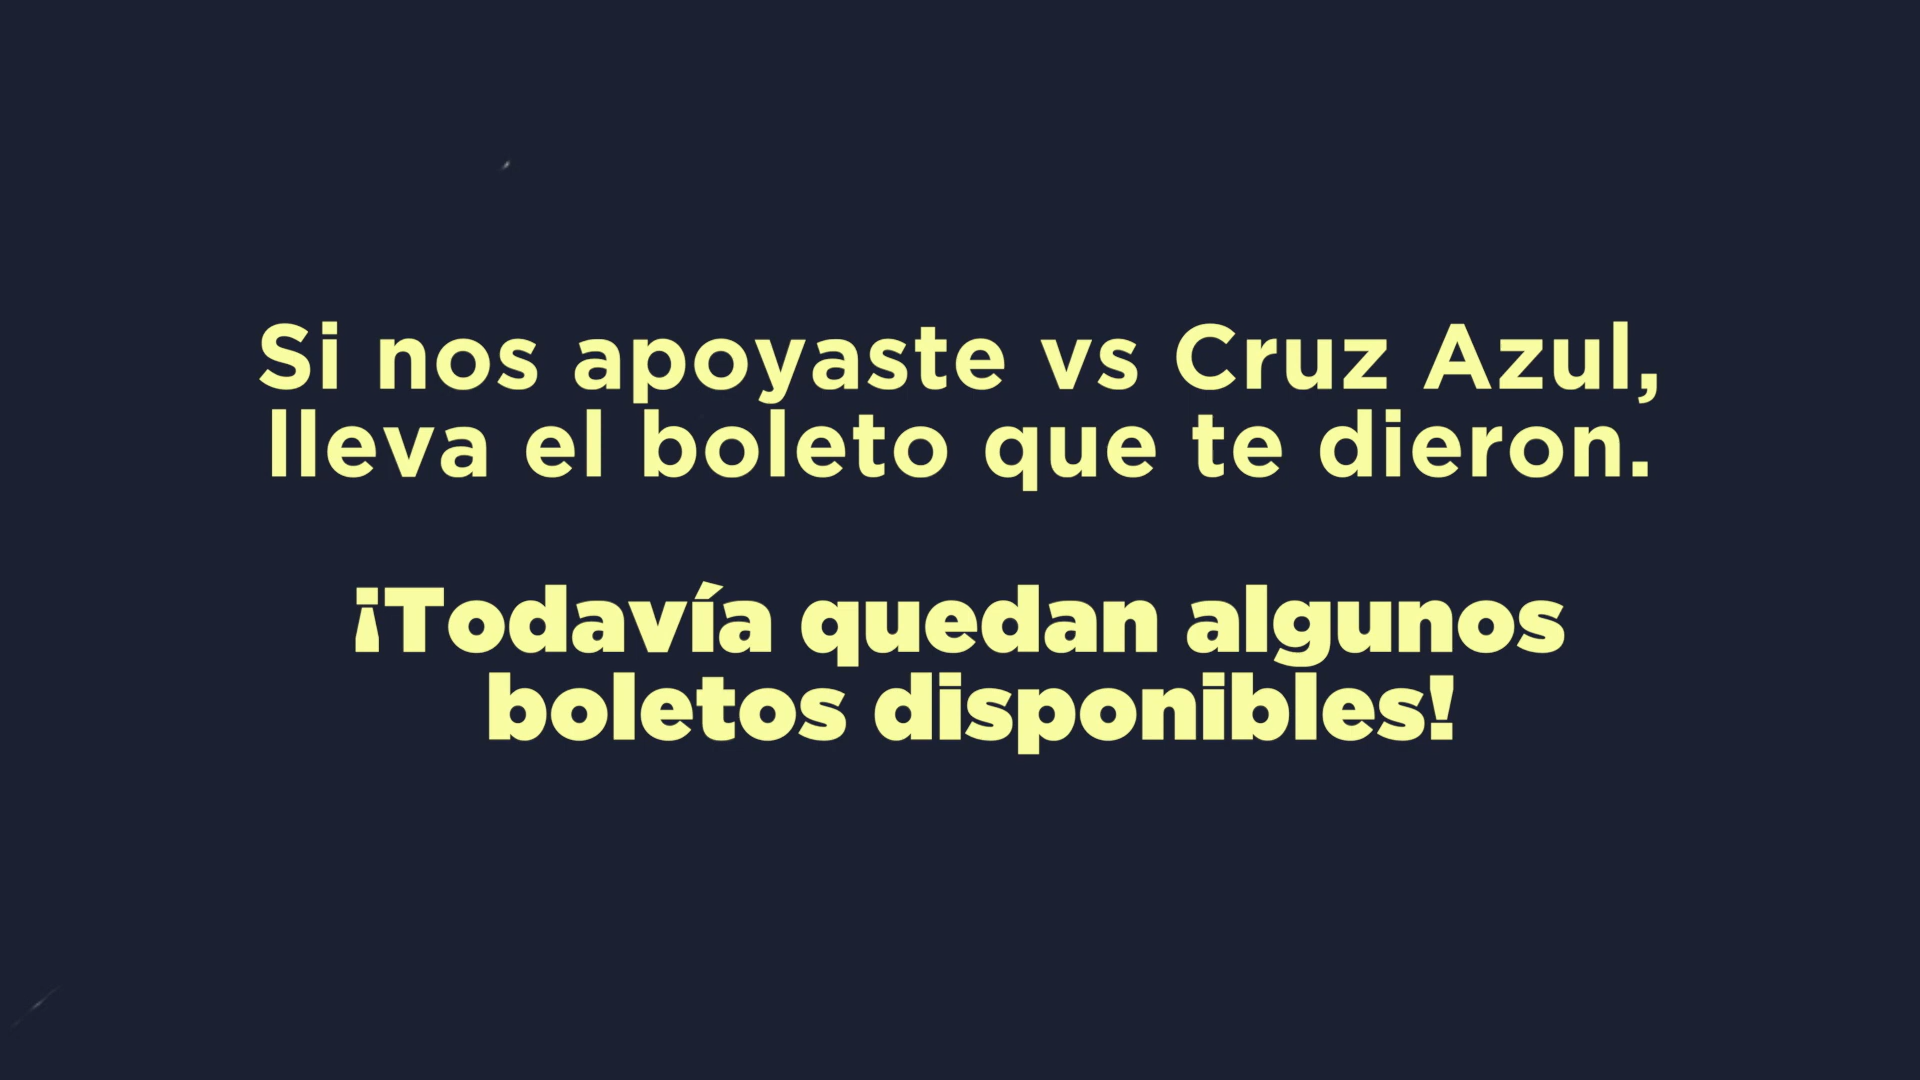 Si nos apoyaste vs Cruz Azul,
lleva el boleto que te dieron.
¡Todavía quedan algunos
boletos disponibles!